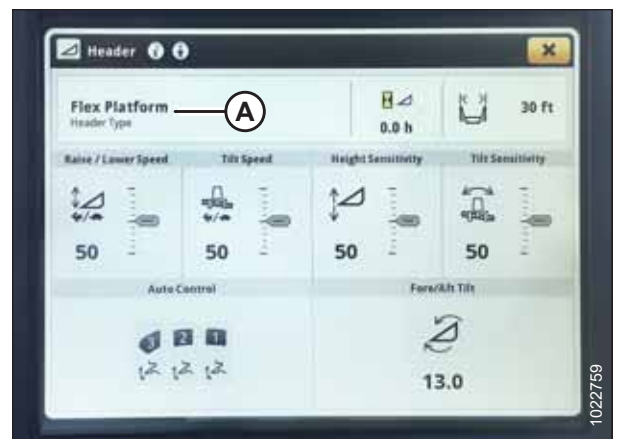 Header
Flex Platform
A
Header Type
0.0 h
30 ft
Raise / Lower Speed
Tilt Speed
Height Sensitivity
Tilt Sensitivity
50
50
50
50
Auto Control
Fore/Aft Tilt
3 2 1
13.0
1022759